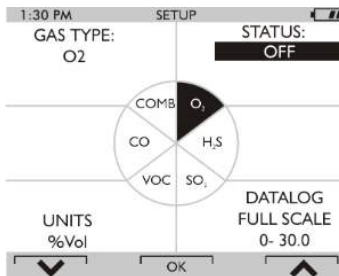 1:30 PM SETUP
GAS TYPE:
O2
STATUS:
OFF
COMB O₂
CO H₂S
VOC SO₂
UNITS
%Vol
DATALOG
FULL SCALE
0- 30.0
OK